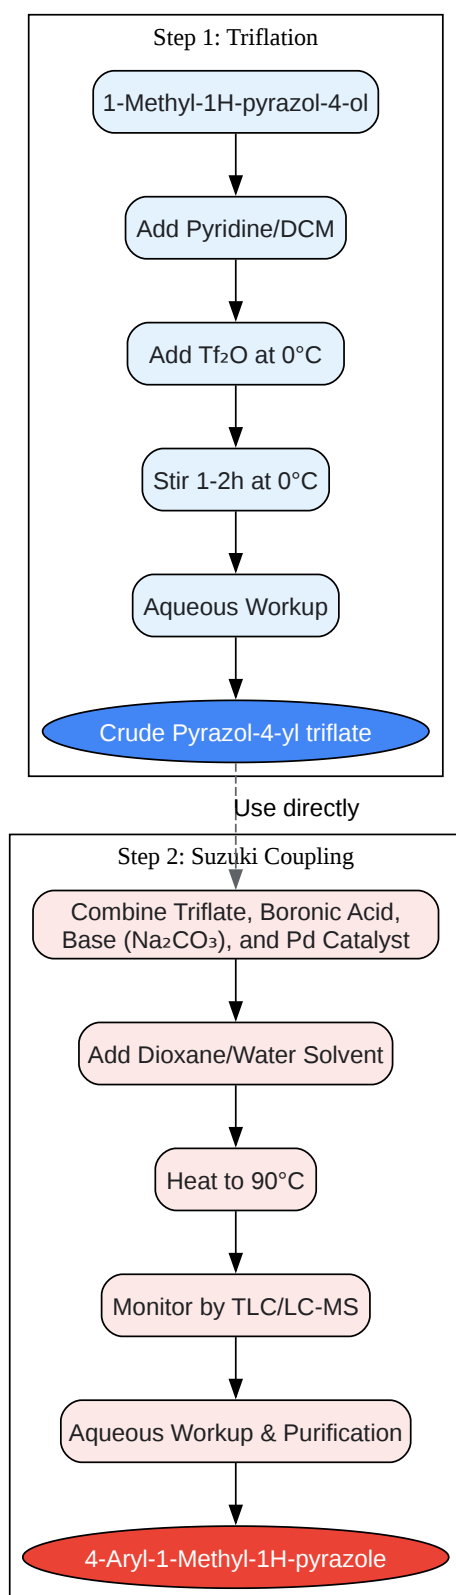 Step 1: Triflation
1-Methyl-1H-pyrazol-4-ol
Add Pyridine/DCM
Add Tf₂O at 0°C
Stir 1-2h at 0°C
Aqueous Workup
Crude Pyrazol-4-yl triflate
Use directly
Step 2: Suzuki Coupling
Combine Triflate, Boronic Acid,
Base (Na₂CO₃), and Pd Catalyst
Add Dioxane/Water Solvent
Heat to 90°C
Monitor by TLC/LC-MS
Aqueous Workup & Purification
4-Aryl-1-Methyl-1H-pyrazole